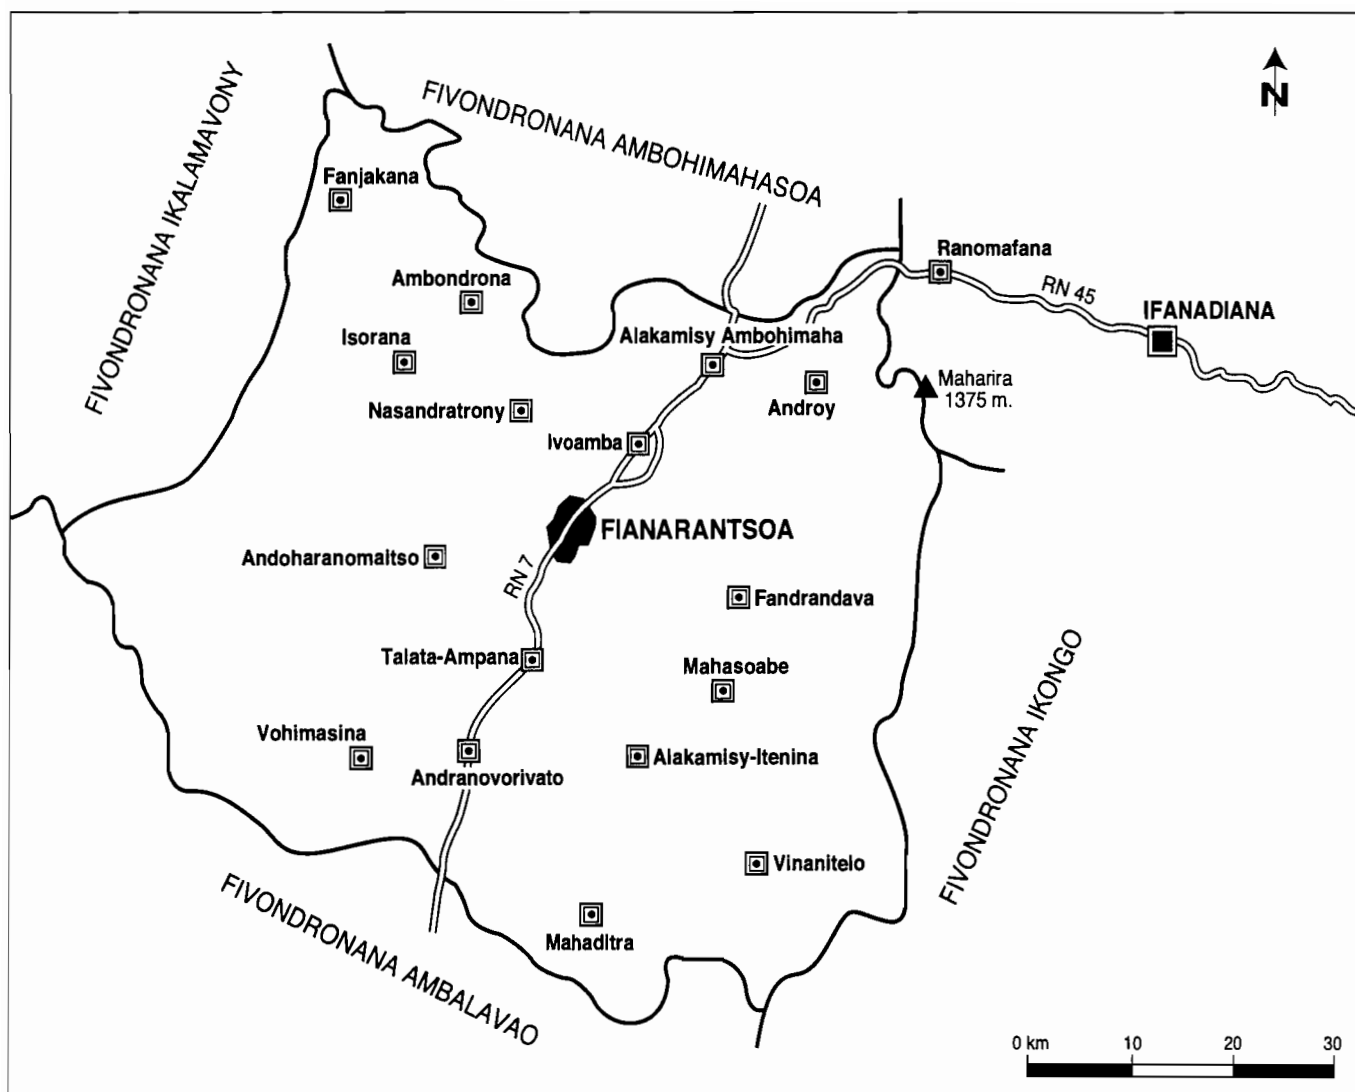 FIVONDRONANA IKALAMAVONY
FIVONDRONANA AMBOHIMAHASOA
N
Fanjakana
Ranomafana
RN 45
Ambondrona
IFANADIANA
Isorana
Alakamisy Ambohimaha
Maharira
1375 m.
Nasandratrony
Androy
Ivoamba
FIANARANTSOA
Andoharanomaitso
RN 7
Fandrandava
Talata-Ampana
Mahasoabe
Vohimasina
Andranovorivato
Alakamisy-Itenina
FIVONDRONANA IKONGO
Vinanitelo
FIVONDRONANA AMBALAVAO
Mahaditra
0 km 10 20 30